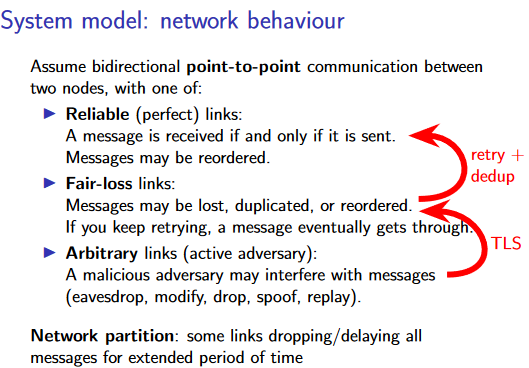 System model: network behaviour
Assume bidirectional point-to-point communication between
two nodes, with one of:
▶ Reliable (perfect) links:
A message is received if and only if it is sent.
Messages may be reordered.
retry +
dedup
▶ Fair-loss links:
Messages may be lost, duplicated, or reordered.
If you keep retrying, a message eventually gets through.
TLS
▶ Arbitrary links (active adversary):
A malicious adversary may interfere with messages
(eavesdrop, modify, drop, spoof, replay).
Network partition: some links dropping/delaying all
messages for extended period of time